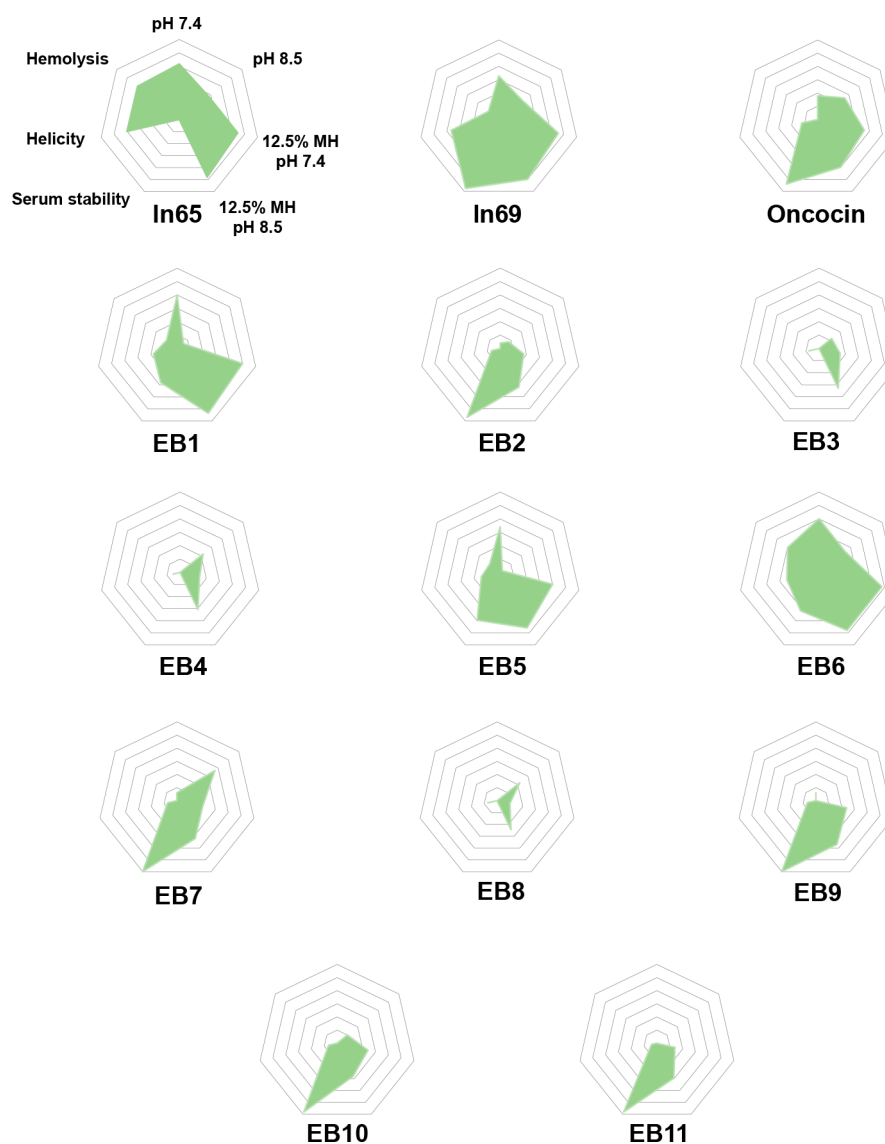 pH 7.4
Hemolysis
pH 8.5
Helicity
12.5% MH
pH 7.4
Serum stability
12.5% MH
pH 8.5
In65
In69
Oncocin
EB1
EB2
EB3
EB4
EB5
EB6
EB7
EB8
EB9
EB10
EB11